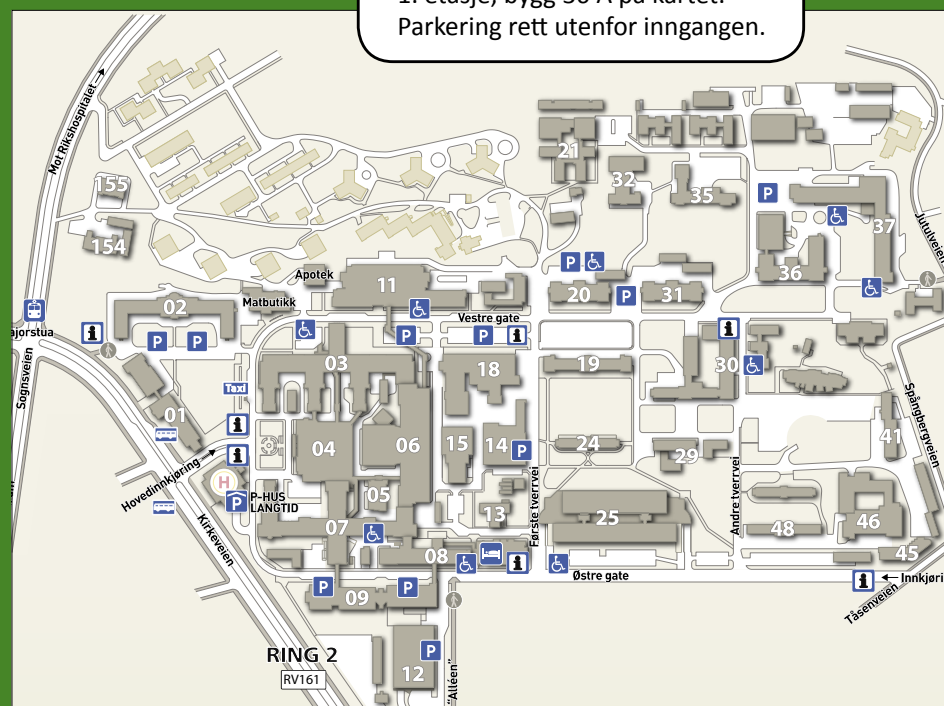 Parkering rett utenfor inngangen.
Mot Rikshospitalet
21
32
35
155
154
P
37
Jutulveien
36
Apotek
11
P
20
P
31
02
Matbutikk
Vestre gate
i
P
P
P
P
i
i
ajorstua
Sognsveien
03
18
19
30
Taxi
01
i
04
06
15
14
P
24
29
41
Spångbergveien
Hovedinnkjøring
i
H
P
P-HUS
LANGTID
05
13
Første tverrvei
25
Andre tverrvei
48
46
Kirkeveien
07
08
i
45
Østre gate
i
Innkjøri
Tåsenveien
P
09
P
RING 2
RV161
12
P
"Alléen"